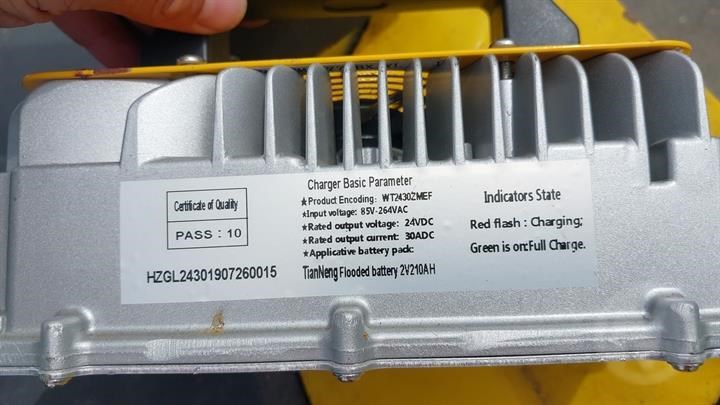 Certificate of Quality
PASS : 10
HZGL24301907260015
Charger Basic Parameter
★Product Encoding: WT2430ZMEF
★Input voltage: 85V-264VAC
★Rated output voltage: 24VDC
★Rated output current: 30ADC
★Applicative battery pack:
TianNeng Flooded battery 2V210AH
Indicators State
Red flash : Charging;
Green is on:Full Charge.